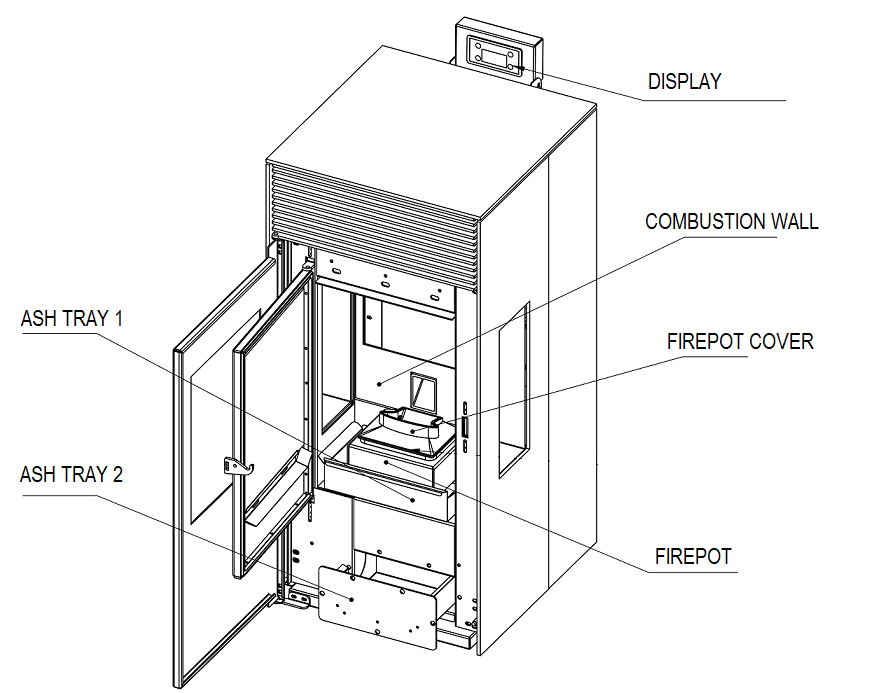 DISPLAY
COMBUSTION WALL
ASH TRAY 1
FIREPOT COVER
ASH TRAY 2
FIREPOT